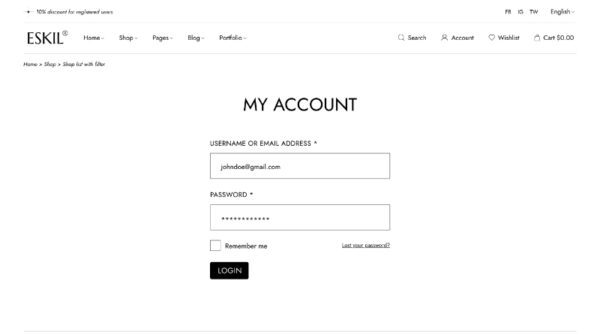 10% discount for registered users
FB IG TW English
ESKIL®
Home Shop Pages Blog Portfolio
Search Account Wishlist Cart $0.00
Home > Shop > Shop list with filter
MY ACCOUNT
USERNAME OR EMAIL ADDRESS *
johndoe@gmail.com
PASSWORD *
************
Remember me
Lost your password?
LOGIN